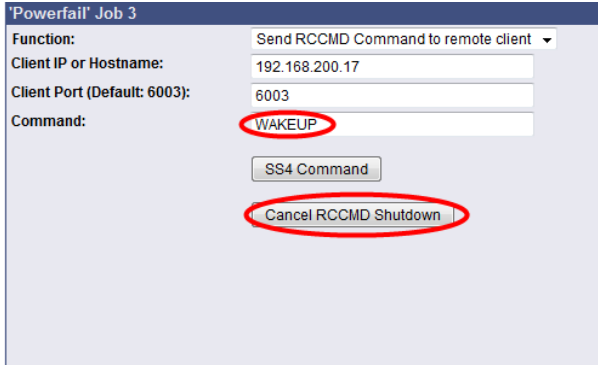 'Powerfail' Job 3
Function: Send RCCMD Command to remote client
Client IP or Hostname: 192.168.200.17
Client Port (Default: 6003): 6003
Command: WAKEUP
SS4 Command
Cancel RCCMD Shutdown